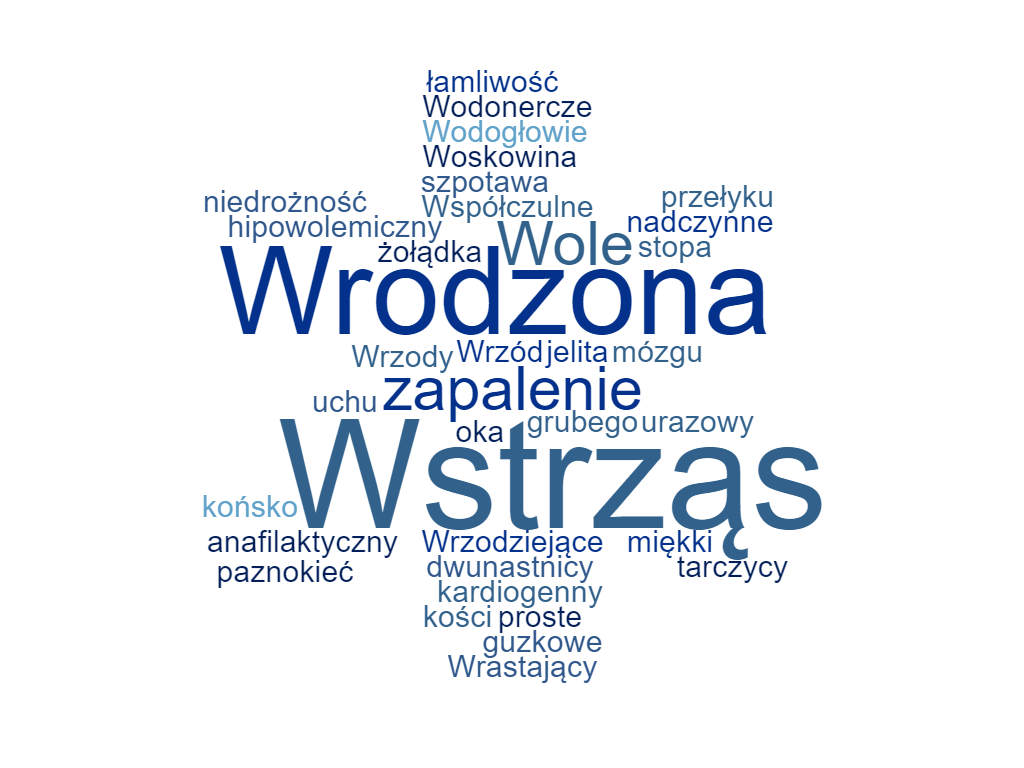 łamliwość
Wodonercze
Wodogłowie
Woskowina
szpotawa
niedrożność
przełyku
Współczulne
hipowolemiczny
nadczynne
żołądka
Wole
stopa
Wrodzona
Wrzody
Wrzód
jelita
mózgu
zapalenie
uchu
oka
grubego
urazowy
Wstrząs
końsko
anafilaktyczny
Wrzodziejące
miękki
paznokieć
dwunastnicy
tarczycy
kardiogenny
kości
proste
guzkowe
Wrastający